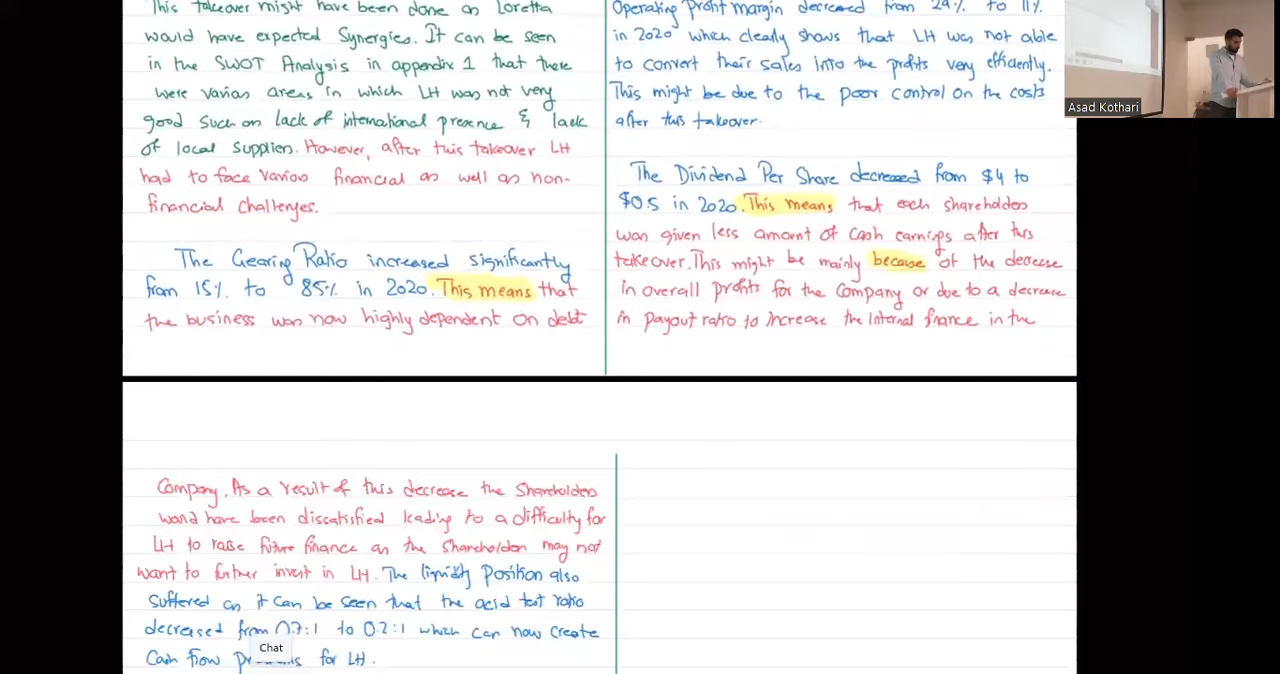 This takeover might have been done as Loretta
would have expected Synergies. It can be seen
in the SWOT Analysis in appendix 1 that there
were various areas in which LH was not very
good such as lack of international presence & lack
of local suppliers. However, after this takeover LH
had to face various financial as well as non-
financial challenges.
The Gearing Ratio increased significantly
from 15% to 85% in 2020. This means that
the business was now highly dependent on debt
Operating Profit margin decreased from 29% to 11%
in 2020 which clearly shows that LH was not able
to convert their sales into the profits very efficiently.
This might be due to the poor control on the costs
after this takeover.
The Dividend Per Share decreased from $4 to
$0.5 in 2020. This means that each shareholder
was given less amount of cash earnings after this
takeover. This might be mainly because of the decrease
in overall profits for the Company or due to a decrease
in payout ratio to increase the internal finance in the
Company. As a result of this decrease the Shareholders
would have been dissatisfied leading to a difficulty for
LH to raise future finance as the shareholders may not
want to further invest in LH. The liquidity Position also
suffered as it can be seen that the acid test ratio
decreased from 0.7:1 to 0.2:1 which can now create
Cash flow for LH.
Chat
Asad Kothari